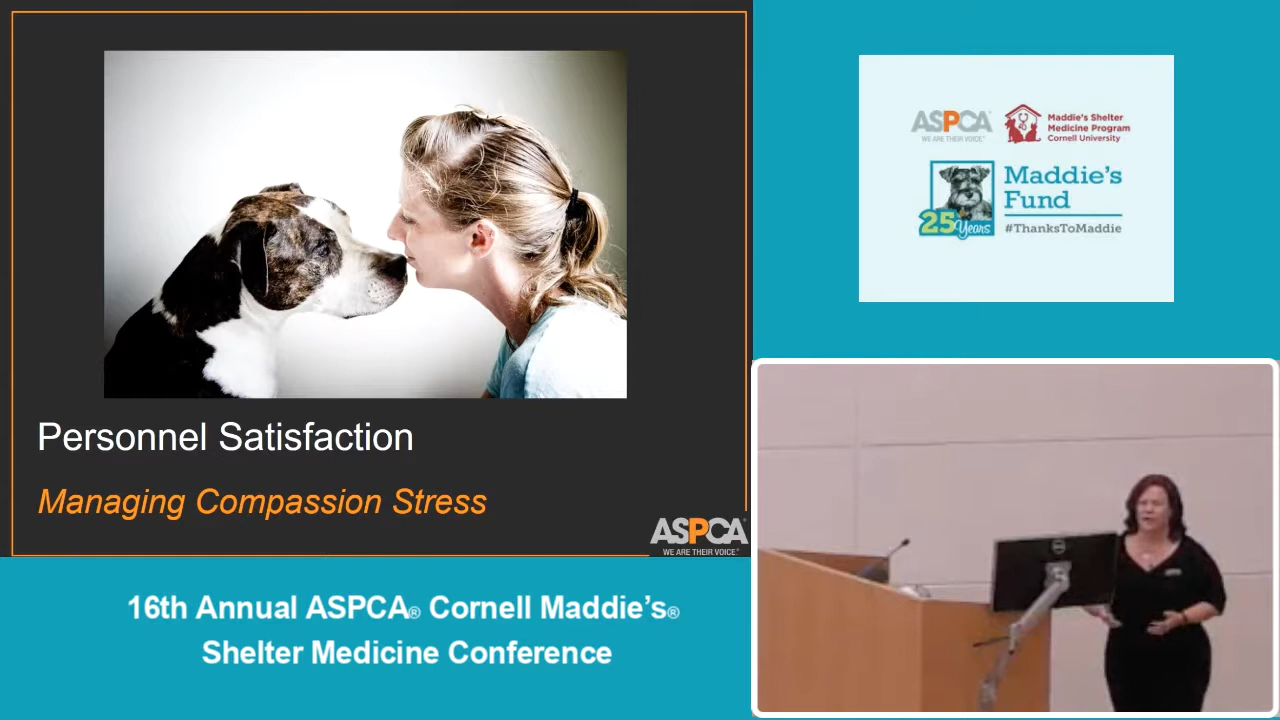 Personnel Satisfaction
Managing Compassion Stress
ASPCA®
WE ARE THEIR VOICE®
16th Annual ASPCA® Cornell Maddie's®
Shelter Medicine Conference
ASPCA®
WE ARE THEIR VOICE®
Maddie's Shelter
Medicine Program
Cornell University
Maddie's
Fund
25 Years
#ThanksToMaddie